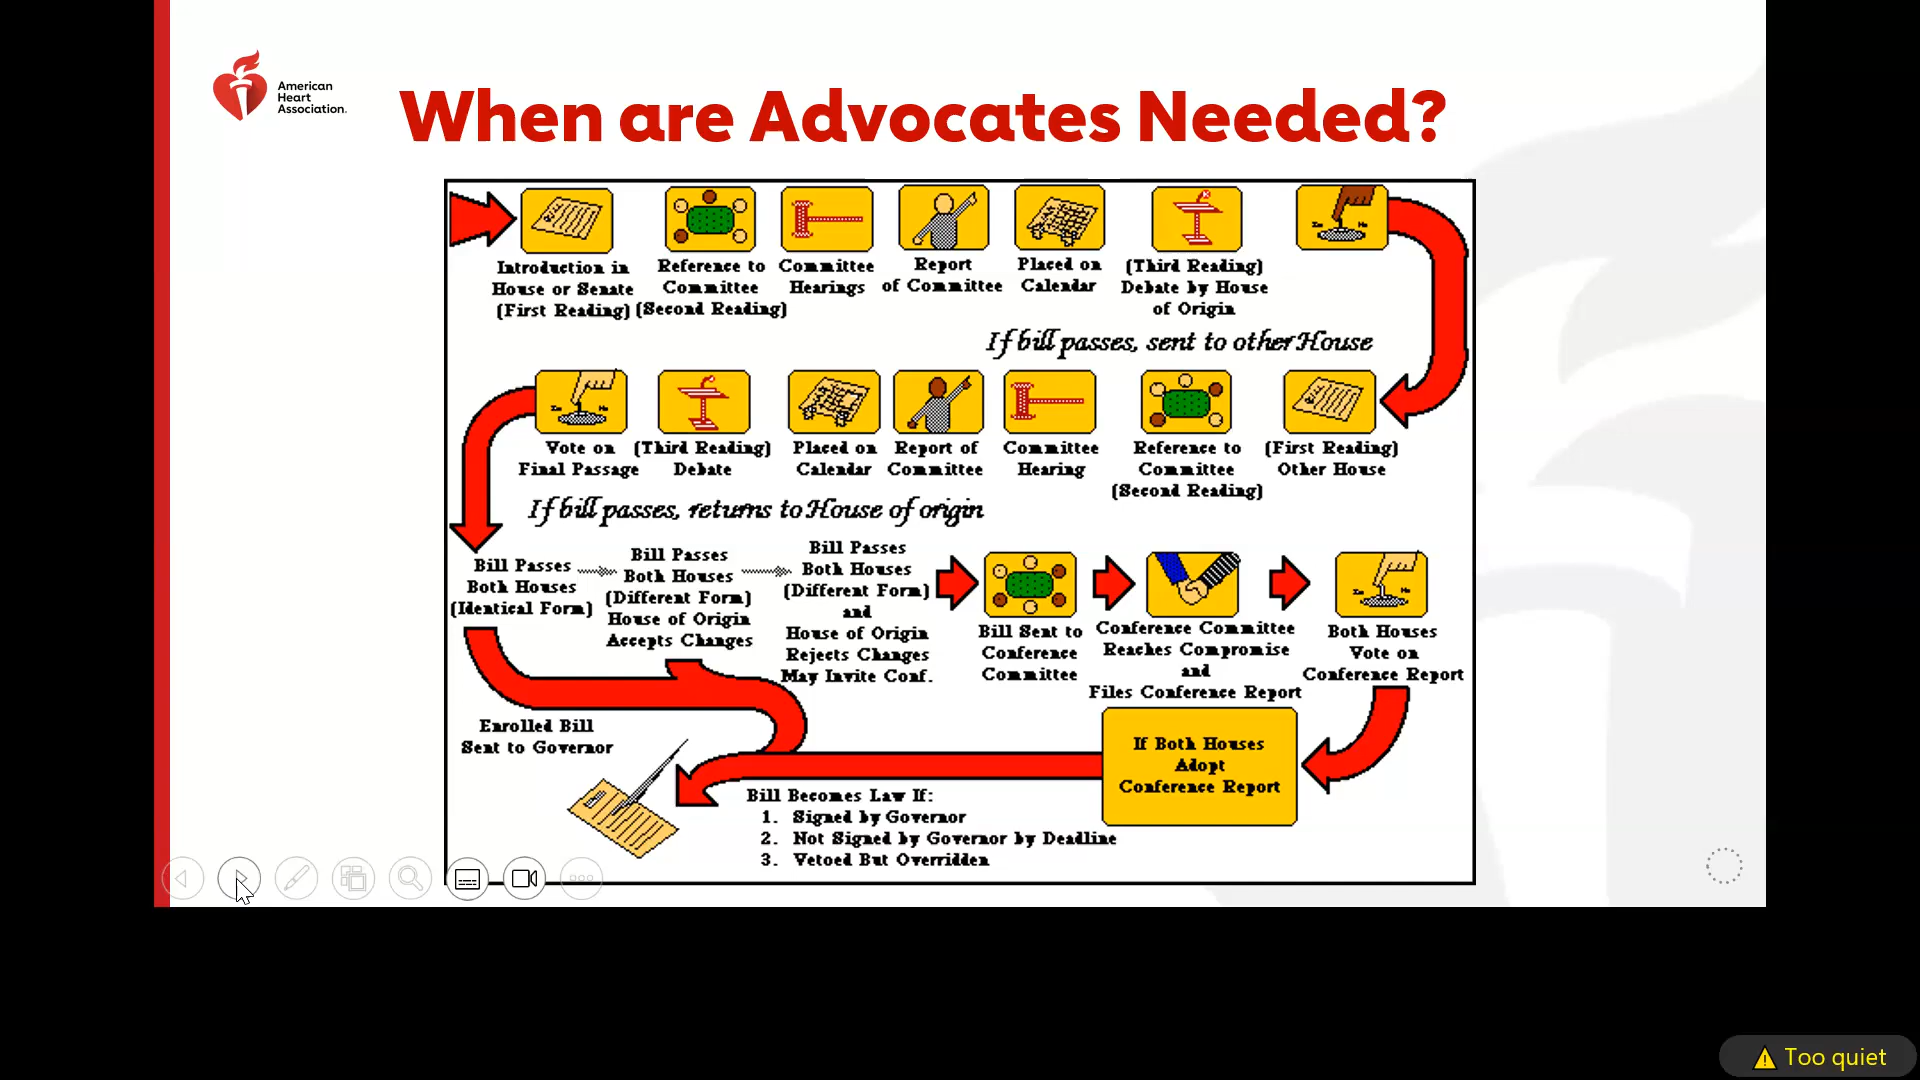 American
Heart
Association.
When are Advocates Needed?
Introduction in
House or Senate
(First Reading)
Reference to
Committee
(Second Reading)
Committee
Hearings
Report
of Committee
Placed on
Calendar
(Third Reading)
Debate by House
of Origin
If bill passes, sent to other House
Vote on
Final Passage
(Third Reading)
Debate
Placed on
Calendar
Report of
Committee
Committee
Hearing
Reference to
Committee
(Second Reading)
(First Reading)
Other House
If bill passes, returns to House of origin
Bill Passes
Both Houses
(Identical Form)
Bill Passes
Both Houses
(Different Form)
House of Origin
Accepts Changes
Bill Passes
Both Houses
(Different Form)
and
House of Origin
Rejects Changes
May Invite Conf.
Bill Sent to
Conference
Committee
Conference Committee
Reaches Compromise
and
Files Conference Report
Both Houses
Vote on
Conference Report
Enrolled Bill
Sent to Governor
If Both Houses
Adopt
Conference Report
Bill Becomes Law If:
1. Signed by Governor
2. Not Signed by Governor by Deadline
3. Vetoed But Overridden
Too quiet